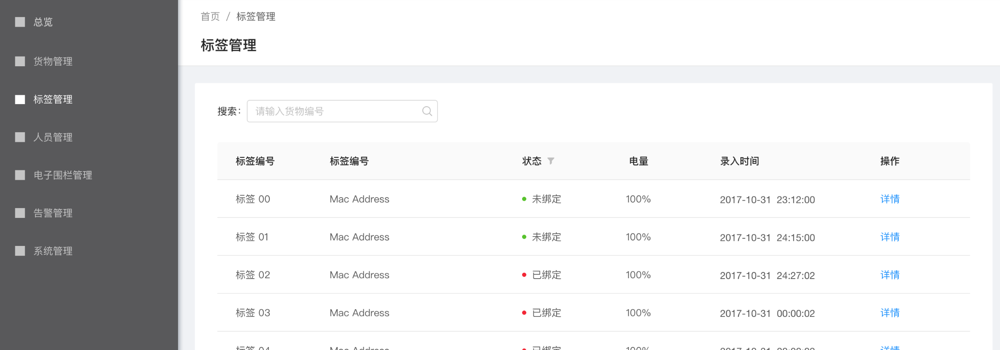 总览
货物管理
标签管理
人员管理
电子围栏管理
告警管理
系统管理
首页 / 标签管理
标签管理
搜索： 请输入货物编号
标签编号 标签编号 状态 电量 录入时间 操作
标签 00 Mac Address 未绑定 100% 2017-10-31 23:12:00 详情
标签 01 Mac Address 未绑定 100% 2017-10-31 24:15:00 详情
标签 02 Mac Address 已绑定 100% 2017-10-31 24:27:02 详情
标签 03 Mac Address 已绑定 100% 2017-10-31 00:00:02 详情
标签 04 Mac Address 已绑定 100% 详情